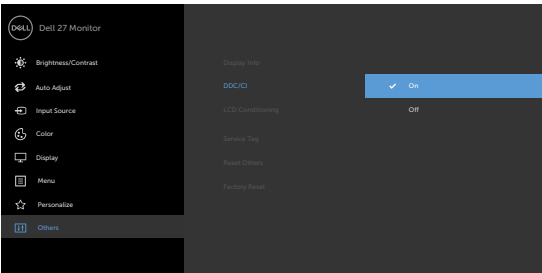 DELL Dell 27 Monitor
Brightness/Contrast
Auto Adjust
Input Source
Color
Display
Menu
Personalize
Others
Display Info
DDC/CI
LCD Conditioning
Service Tag
Reset Others
Factory Reset
On
Off